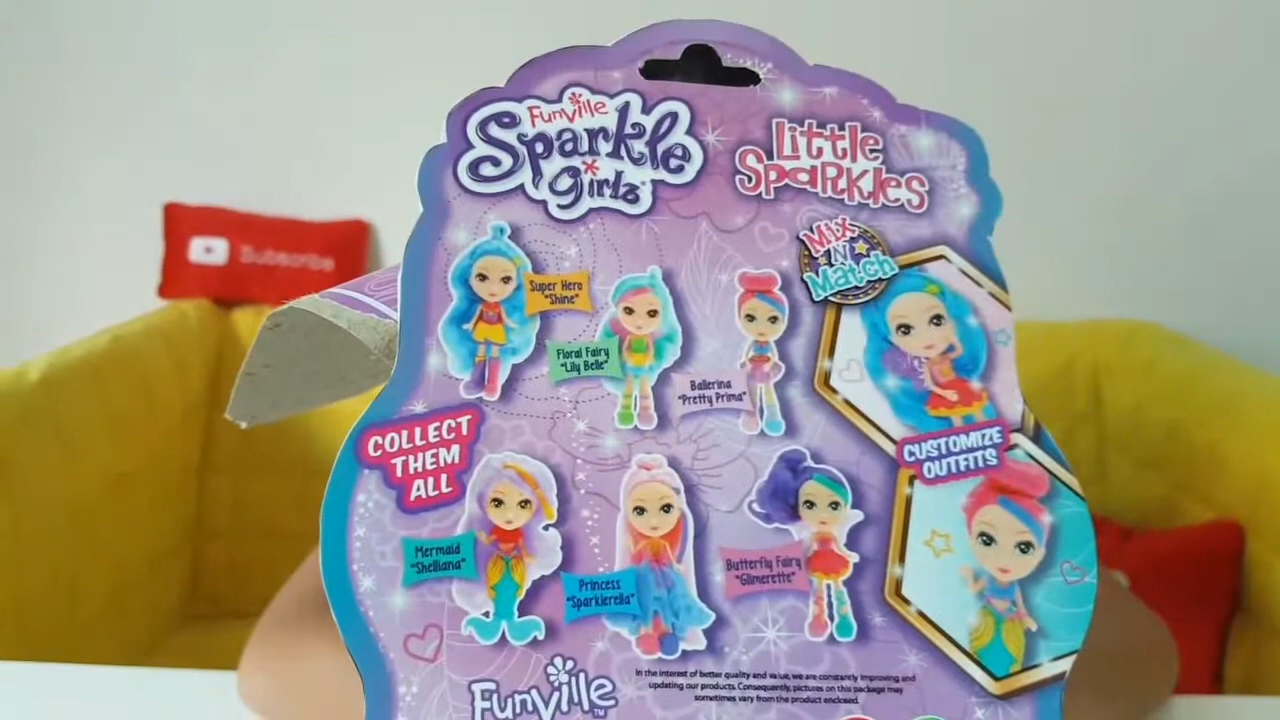 Funville
Sparkle
Girlz
Little
Sparkles
Mix
N
Match
Super Hero
"Shine"
Floral Fairy
"Lily Belle"
Ballerina
"Pretty Prima"
CUSTOMIZE
OUTFITS
COLLECT
THEM
ALL
Mermaid
"Shelliana"
Princess
"Sparklerella"
Butterfly Fairy
"Glimerette"
Funville
TM
In the interest of better quality and value, we are constantly improving and
updating our products. Consequently, pictures on this package may
sometimes vary from the product enclosed.
Subscribe